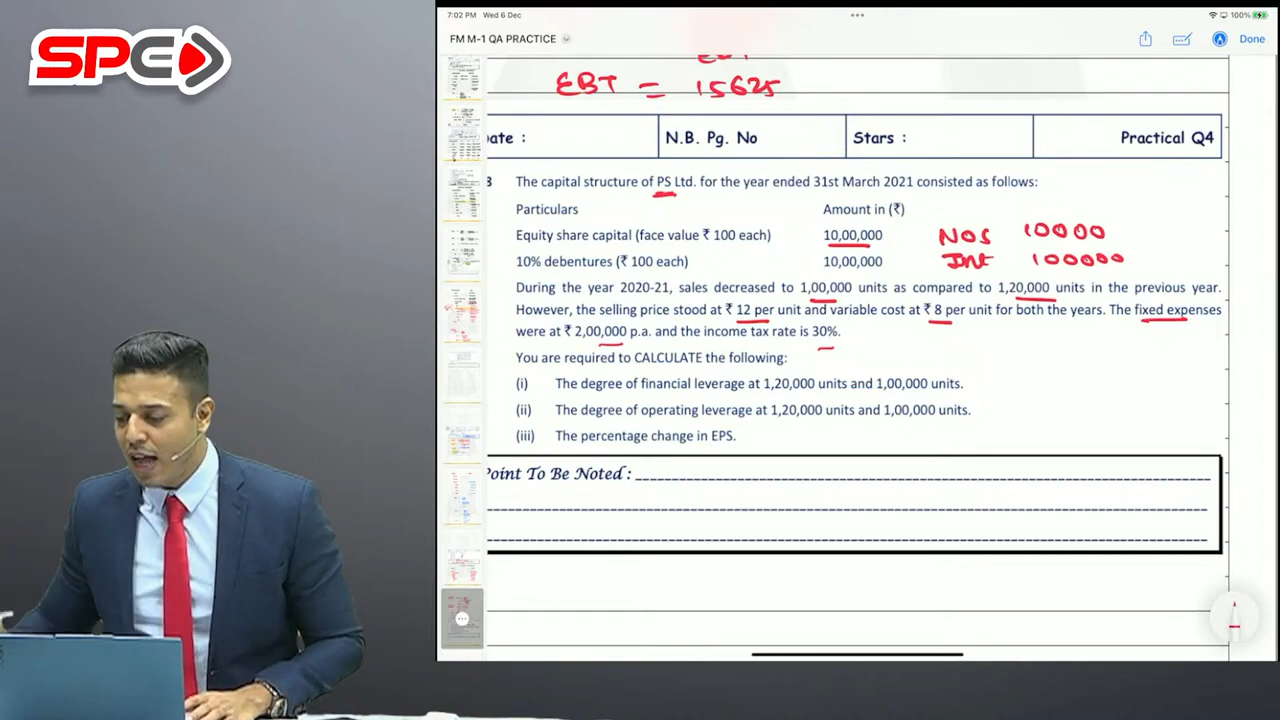 SPC
7:02 PM Wed 6 Dec
100%
FM M-1 QA PRACTICE
Done
EBT = 15625
ate :
N.B. Pg. No
Stars :
Practical Q4
3 The capital structure of PS Ltd. for the year ended 31st March 2021 consisted as follows:
Particulars Amount in (₹)
Equity share capital (face value ₹ 100 each) 10,00,000 NOS 10000
10% debentures (₹ 100 each) 10,00,000 Int 100000
During the year 2020-21, sales decreased to 1,00,000 units as compared to 1,20,000 units in the previous year.
However, the selling price stood at ₹ 12 per unit and variable cost at ₹ 8 per unit for both the years. The fixed expenses
were at ₹ 2,00,000 p.a. and the income tax rate is 30%.
You are required to CALCULATE the following:
(i) The degree of financial leverage at 1,20,000 units and 1,00,000 units.
(ii) The degree of operating leverage at 1,20,000 units and 1,00,000 units.
(iii) The percentage change in EPS.
Point To Be Noted :